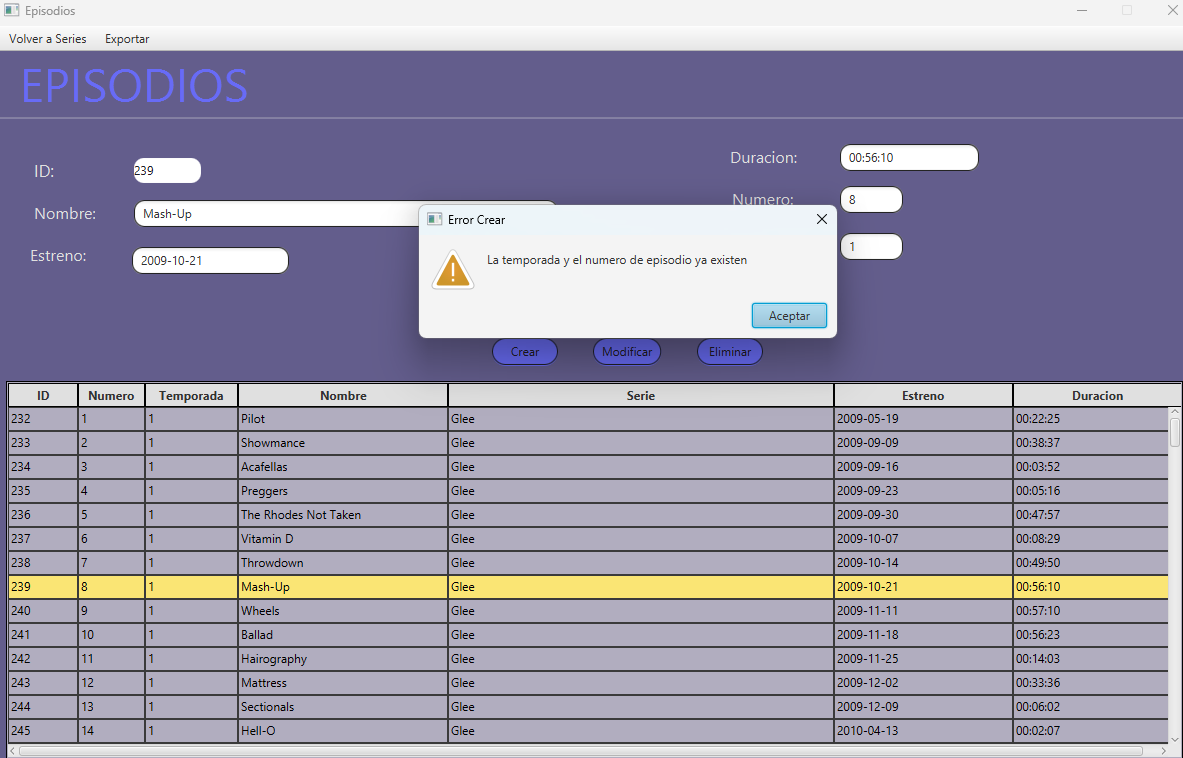 Episodios
Volver a Series Exportar
EPISODIOS
ID: 239
Duracion: 00:56:10
Nombre: Mash-Up
Numero: 8
Estreno: 2009-10-21
1
Error Crear
La temporada y el numero de episodio ya existen
Aceptar
Crear Modificar Eliminar
ID Numero Temporada Nombre Serie Estreno Duracion
232 1 1 Pilot Glee 2009-05-19 00:22:25
233 2 1 Showmance Glee 2009-09-09 00:38:37
234 3 1 Acafellas Glee 2009-09-16 00:03:52
235 4 1 Preggers Glee 2009-09-23 00:05:16
236 5 1 The Rhodes Not Taken Glee 2009-09-30 00:47:57
237 6 1 Vitamin D Glee 2009-10-07 00:08:29
238 7 1 Throwdown Glee 2009-10-14 00:49:50
239 8 1 Mash-Up Glee 2009-10-21 00:56:10
240 9 1 Wheels Glee 2009-11-11 00:57:10
241 10 1 Ballad Glee 2009-11-18 00:56:23
242 11 1 Hairography Glee 2009-11-25 00:14:03
243 12 1 Mattress Glee 2009-12-02 00:33:36
244 13 1 Sectionals Glee 2009-12-09 00:06:02
245 14 1 Hell-O Glee 2010-04-13 00:02:07